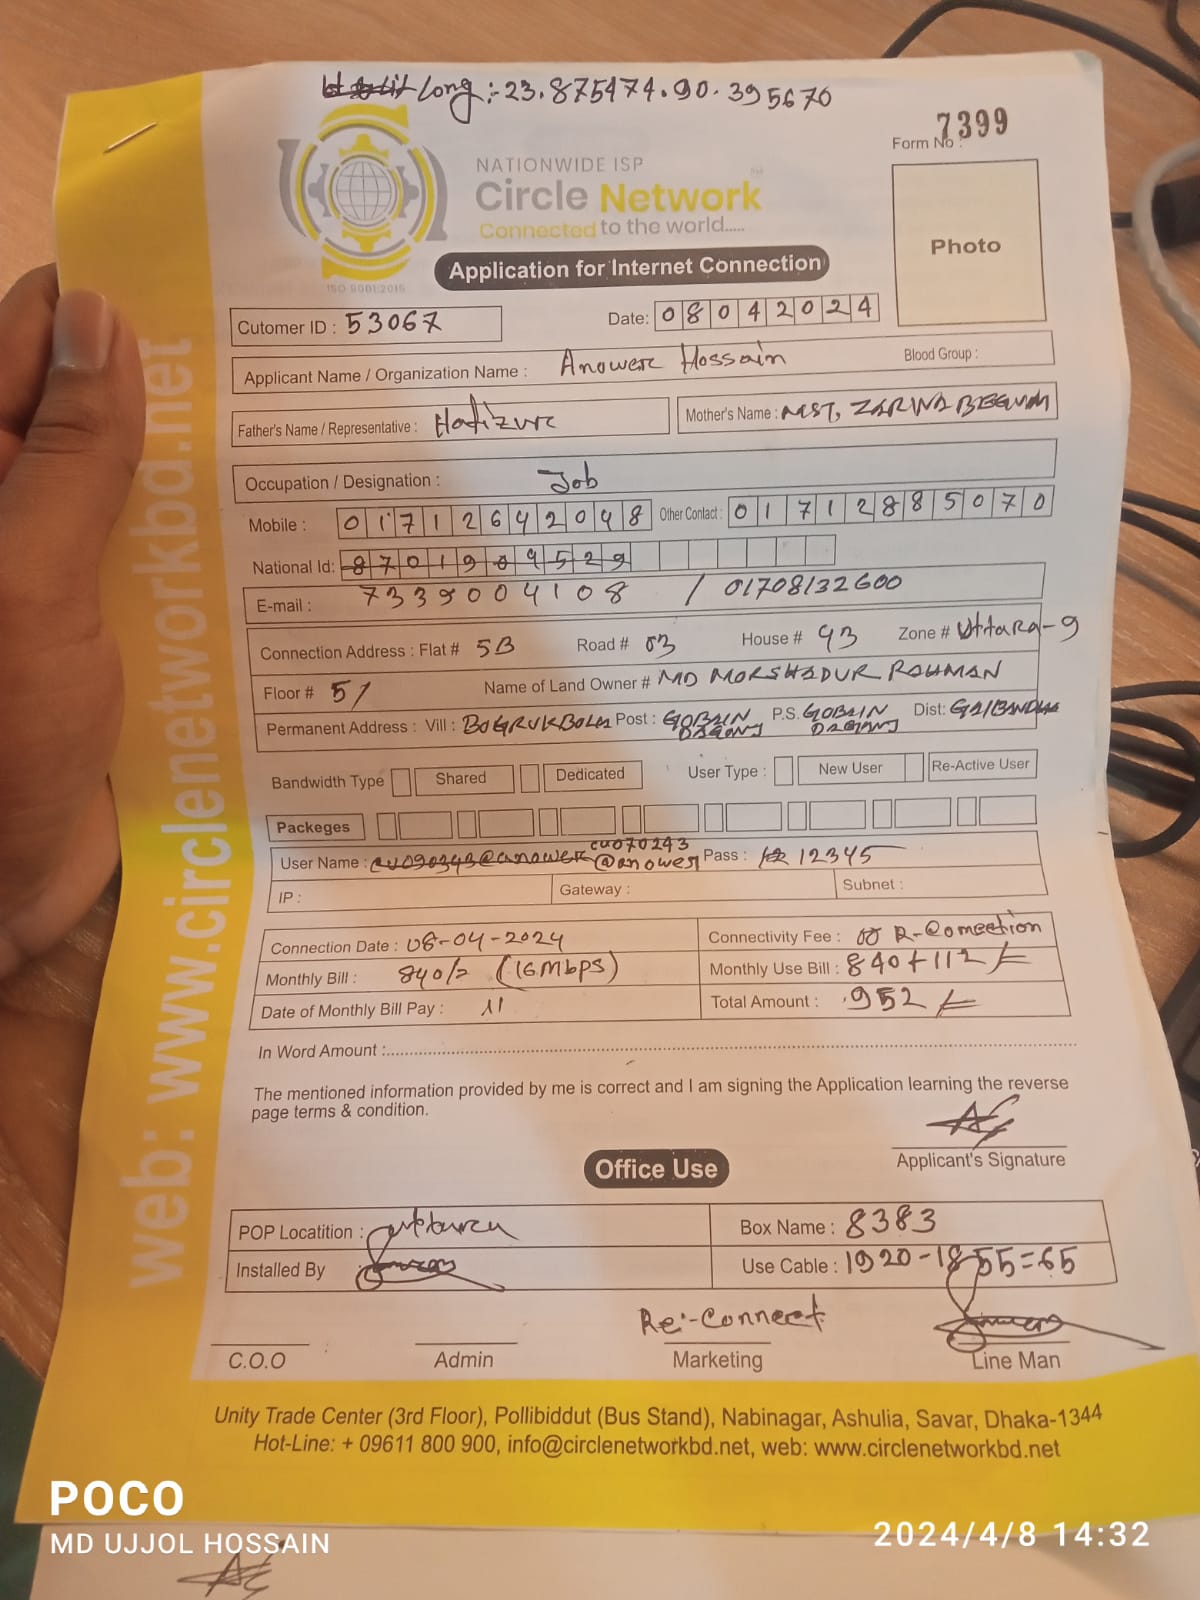 Long:-23.875474.90.395670
Form No : 7399
NATIONWIDE ISP
Circle Network
Connected to the world.....
ISO 9001:2015
Application for Internet Connection
Photo
Cutomer ID : 53067
Date: 08042024
Applicant Name / Organization Name : Anower Hossain
Blood Group :
Father's Name / Representative : Hafizur
Mother's Name : MST, ZARINA BEGUM
Occupation / Designation : Job
Mobile : 01712642048 Other Contact : 01712885070
National Id: 8701904529
E-mail : 7339004108 / 01708132600
Connection Address : Flat # 5B Road # 03 House # 93 Zone # Uttara-9
Floor # 5 Name of Land Owner # MD MORSHADUR RAHMAN
Permanent Address : Vill : Post : GOBAIN P.S. GOBAIN Dist: GAIBANDHA
Bandwidth Type Shared Dedicated User Type : New User Re-Active User
Packeges
User Name : cu090343@anower cu070243 @anower Pass : 12345
IP : Gateway : Subnet :
Connection Date : 08-04-2024
Connectivity Fee : R-Connection
Monthly Bill : 840/= (16Mbps)
Monthly Use Bill : 840+112/=
Date of Monthly Bill Pay : 11
Total Amount : 952/=
In Word Amount :
The mentioned information provided by me is correct and I am signing the Application learning the reverse
page terms & condition.
Applicant's Signature
Office Use
POP Locatition :
Box Name : 8383
Installed By
Use Cable : 1920-1855=65
Re:-Connect
C.O.O Admin Marketing Line Man
Unity Trade Center (3rd Floor), Pollibiddut (Bus Stand), Nabinagar, Ashulia, Savar, Dhaka-1344
Hot-Line: + 09611 800 900, info@circlenetworkbd.net, web: www.circlenetworkbd.net
web: www.circlenetworkbd.net
POCO
MD UJJOL HOSSAIN
2024/4/8 14:32